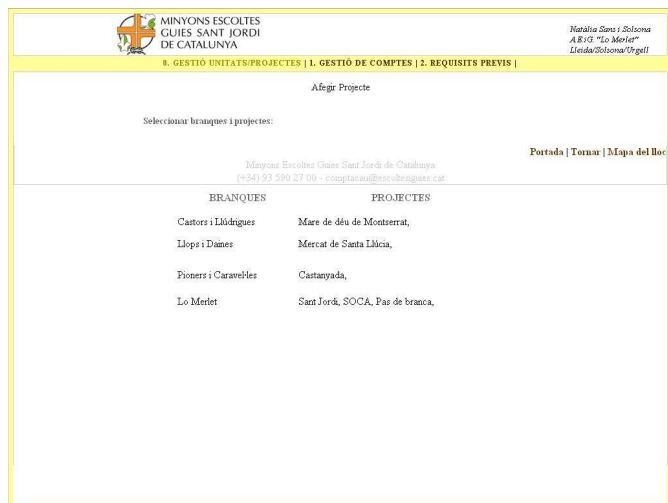 MINYONS ESCOLTES
GUIES SANT JORDI
DE CATALUNYA
Natàlia Sans i Solsona
A.E.i G. "Lo Merlet"
Lleida/Solsona/Urgell
0. GESTIÓ UNITATS/PROJECTES | 1. GESTIÓ DE COMPTES | 2. REQUISITS PREVIS |
Afegir Projecte
Seleccionar branques i projectes:
Portada | Tornar | Mapa del lloc
Minyons Escoltes Guies Sant Jordi de Catalunya
(+34) 93 590 27 00 - comptacau@escoltesguies.cat
BRANQUES PROJECTES
Castors i Llúdrigues Mare de déu de Montserrat,
Llops i Daines Mercat de Santa Llúcia,
Pioners i Caravel·les Castanyada,
Lo Merlet Sant Jordi, SOCA, Pas de branca,